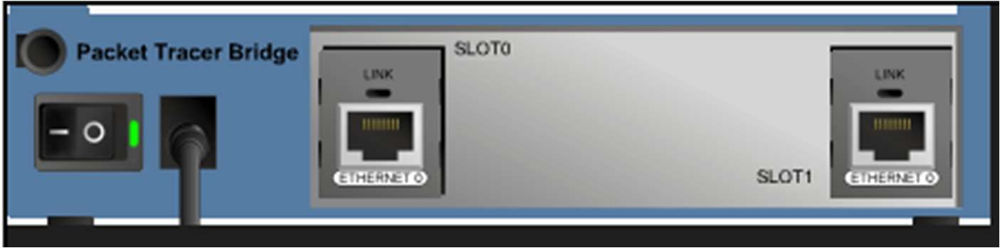 Packet Tracer Bridge
SLOT0
LINK
ETHERNET 0
SLOT1
LINK
ETHERNET 0